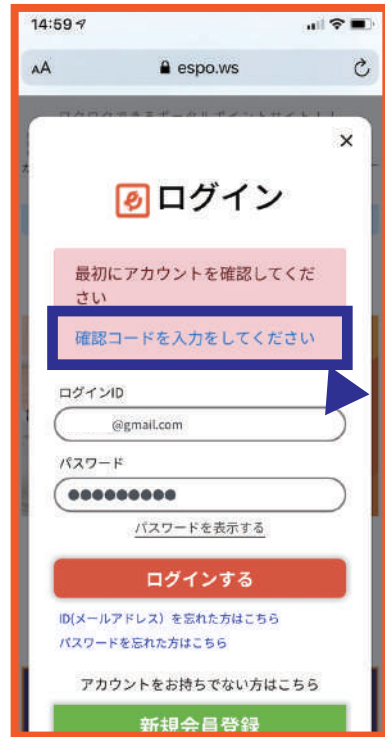 14:59
AA espo.ws
×
ログイン
最初にアカウントを確認してくだ
さい
確認コードを入力をしてください
ログインID
@gmail.com
パスワード
●●●●●●●●●
パスワードを表示する
ログインする
ID(メールアドレス）を忘れた方はこちら
パスワードを忘れた方はこちら
アカウントをお持ちでない方はこちら
新規会員登録